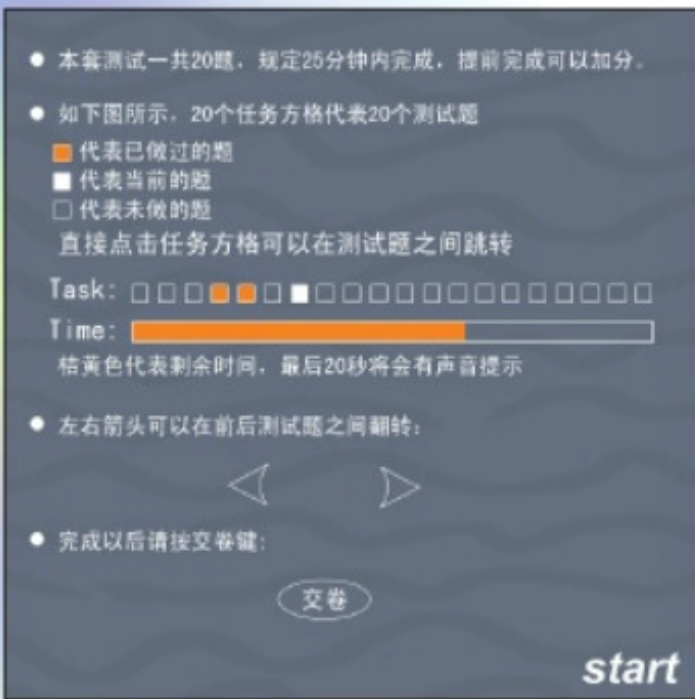 本套测试一共20题，规定25分钟内完成，提前完成可以加分。
如下图所示，20个任务方格代表20个测试题
代表已做过的题
代表当前的题
代表未做的题
直接点击任务方格可以在测试题之间跳转
Task:
Time:
桔黄色代表剩余时间，最后20秒将会有声音提示
左右箭头可以在前后测试题之间翻转：
完成以后请按交卷键：
交卷
start